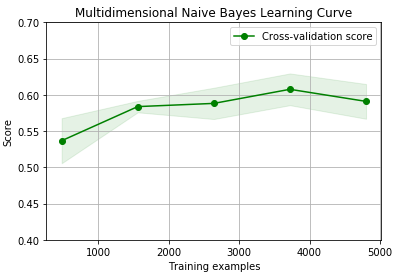 Multidimensional Naive Bayes Learning Curve
Cross-validation score
Score
0.70
0.65
0.60
0.55
0.50
0.45
0.40
1000 2000 3000 4000 5000
Training examples